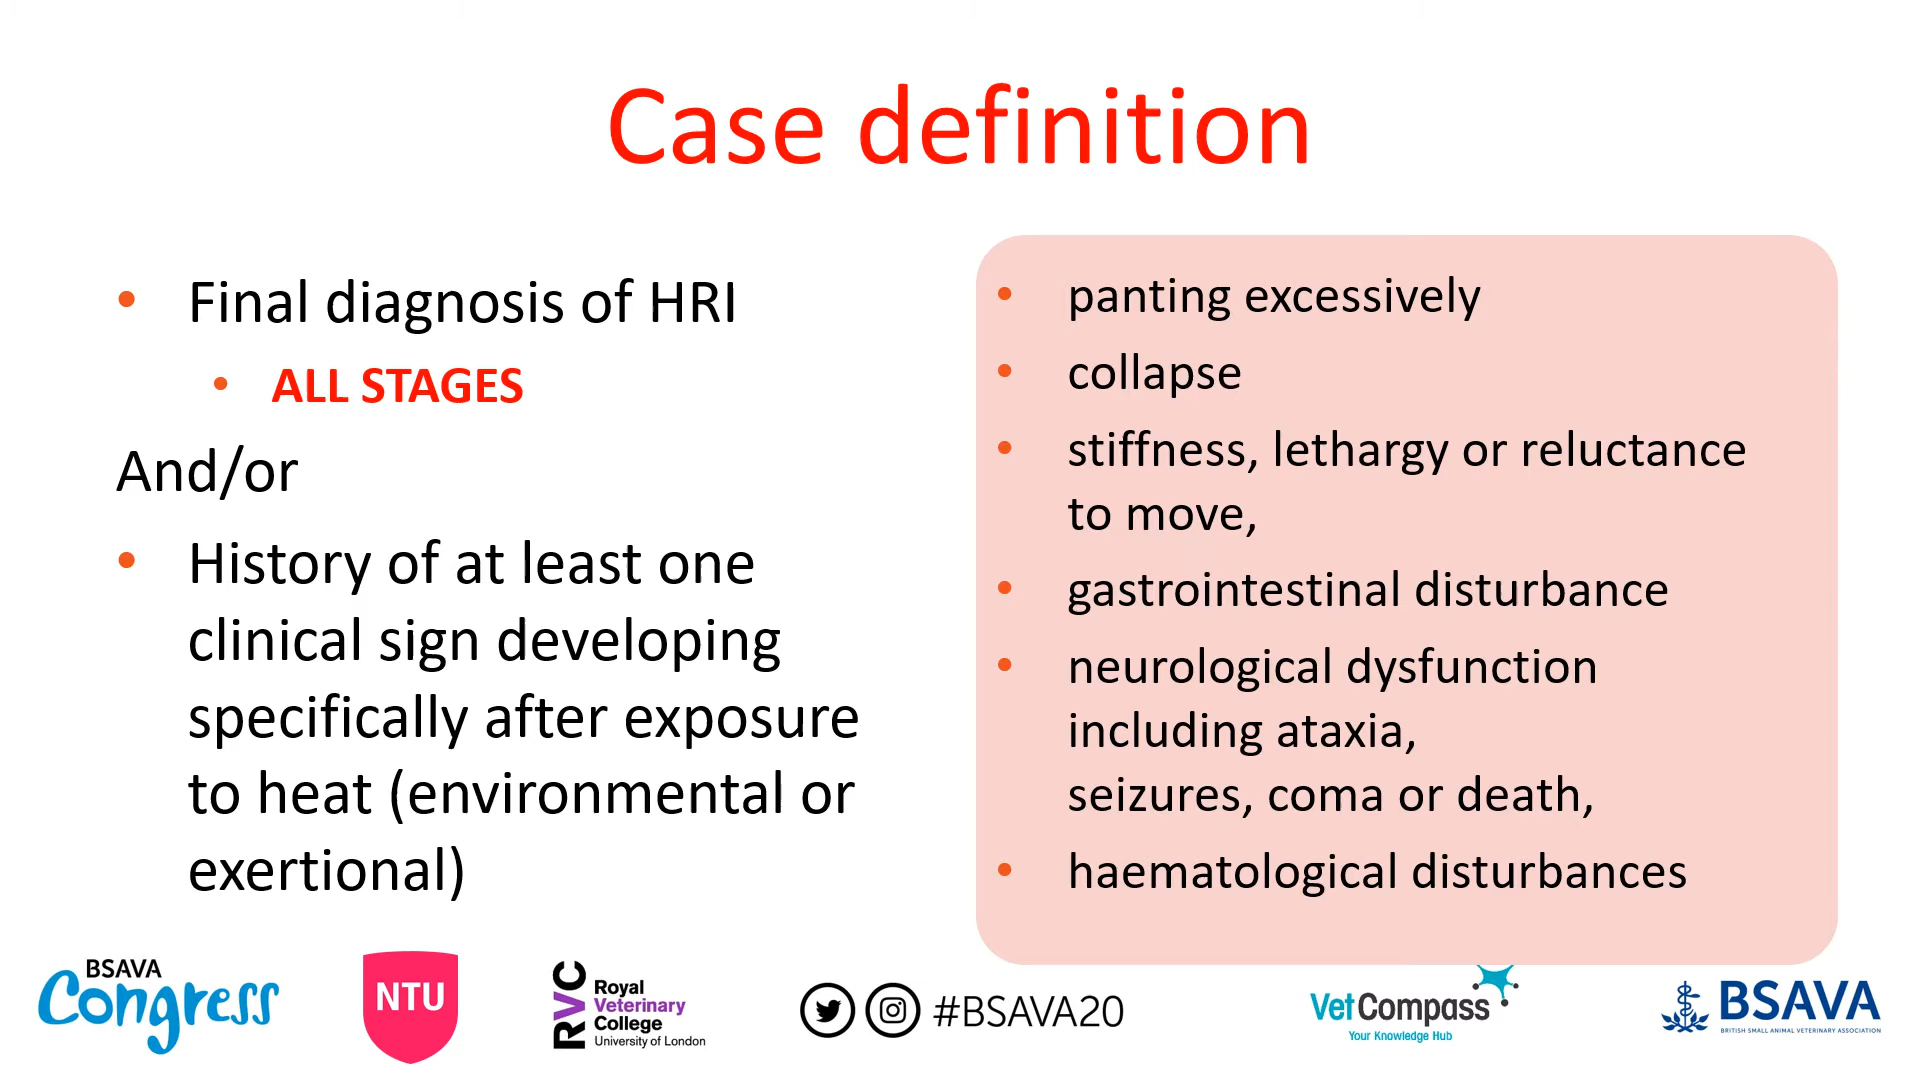 Case definition
• Final diagnosis of HRI
• ALL STAGES
And/or
• History of at least one
clinical sign developing
specifically after exposure
to heat (environmental or
exertional)
• panting excessively
• collapse
• stiffness, lethargy or reluctance
to move,
• gastrointestinal disturbance
• neurological dysfunction
including ataxia,
seizures, coma or death,
• haematological disturbances
BSAVA
Congress
NTU
RVC
Royal
Veterinary
College
University of London
#BSAVA20
VetCompass
Your Knowledge Hub
BSAVA
BRITISH SMALL ANIMAL VETERINARY ASSOCIATION